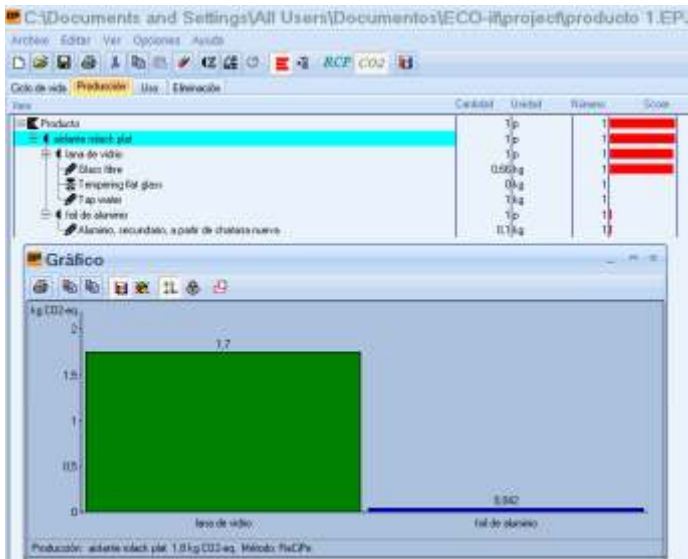 C:\Documents and Settings\All Users\Documentos\ECO-it\project\producto 1.EP
Archivo Editar Ver Opciones Ayuda
RCP CO2
Ciclo de vida Producción Uso Eliminación
Cantidad Unidad Número Score
Producto 1 p 1
aislante rolack plat 1 p 1
lana de vidrio 1 p 1
Glass fibre 0,66 kg 1
Tempering flat glass 0 kg 1
Tap water 1 kg 1
foil de aluminio 1 p 1
Aluminio, secundario, a partir de chatarra nueva 0,1 kg 1
Gráfico
kg CO2-eq
2
1,7
1,5
1
0,5
0,042
0
lana de vidrio foil de aluminio
Producción: aislante rolack plat 1,8 kg CO2-eq. Método: ReCiPe